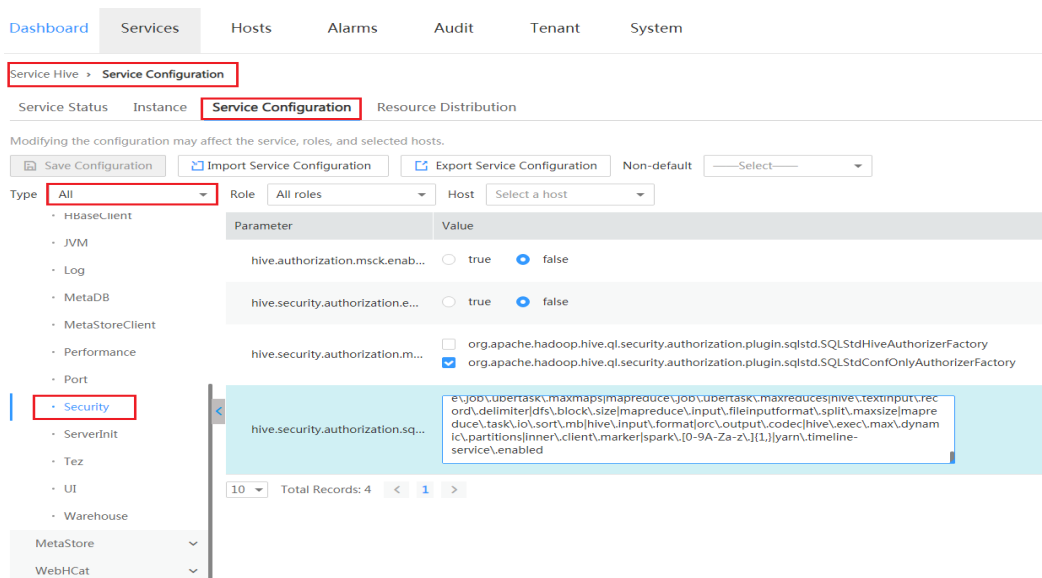 Dashboard Services Hosts Alarms Audit Tenant System
Service Hive > Service Configuration
Service Status Instance Service Configuration Resource Distribution
Modifying the configuration may affect the service, roles, and selected hosts.
Save Configuration Import Service Configuration Export Service Configuration Non-default ——Select——
Type All Role All roles Host Select a host
HBaseClient
JVM
Log
MetaDB
MetaStoreClient
Performance
Port
Security
ServerInit
Tez
UI
Warehouse
MetaStore
WebHCat
Parameter Value
hive.authorization.msck.enab... true false
hive.security.authorization.e... true false
hive.security.authorization.m...
org.apache.hadoop.hive.ql.security.authorization.plugin.sqlstd.SQLStdHiveAuthorizerFactory
org.apache.hadoop.hive.ql.security.authorization.plugin.sqlstd.SQLStdConfOnlyAuthorizerFactory
hive.security.authorization.sq...
e\.job\.ubertask\.maxmaps|mapreduce\.job\.ubertask\.maxreduces|hive\.textinput\.rec
ord\.delimiter|dfs\.block\.size|mapreduce\.input\.fileinputformat\.split\.maxsize|mapre
duce\.task\.io\.sort\.mb|hive\.input\.format|orc\.output\.codec|hive\.exec\.max\.dynam
ic\.partitions|inner\.client\.marker|spark\.[0-9A-Za-z\.]{1,}|yarn\.timeline-
service\.enabled
10 Total Records: 4 < 1 >